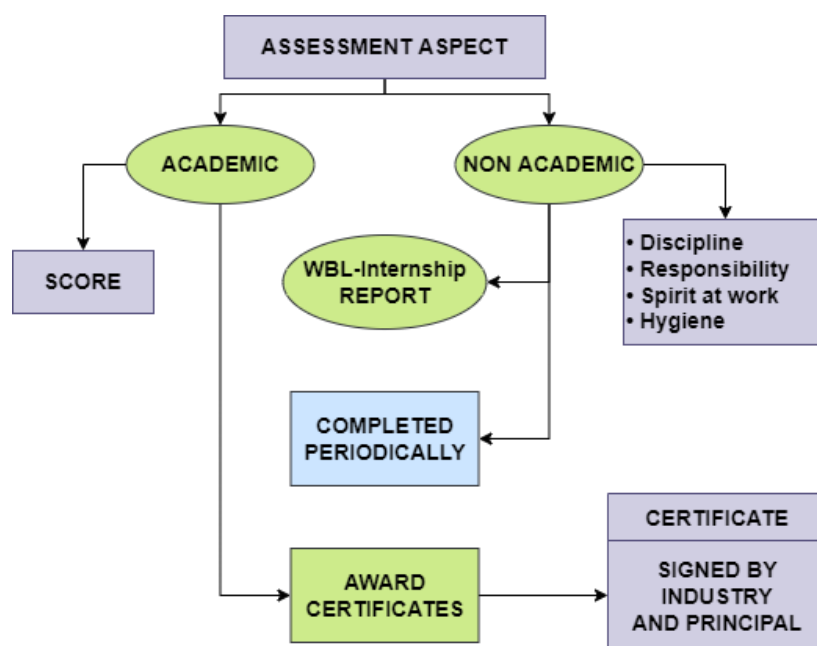 ASSESSMENT ASPECT
ACADEMIC
NON ACADEMIC
SCORE
WBL-Internship
REPORT
• Discipline
• Responsibility
• Spirit at work
• Hygiene
COMPLETED
PERIODICALLY
AWARD
CERTIFICATES
CERTIFICATE
SIGNED BY
INDUSTRY
AND PRINCIPAL